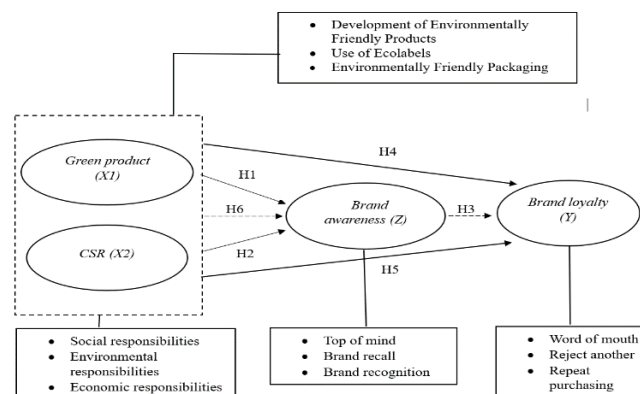 • Development of Environmentally
Friendly Products
• Use of Ecolabels
• Environmentally Friendly Packaging
Green product
(X1)
CSR (X2)
H1
H6
H2
H4
H5
Brand
awareness (Z)
H3
Brand loyalty
(Y)
• Social responsibilities
• Environmental
responsibilities
• Economic responsibilities
• Top of mind
• Brand recall
• Brand recognition
• Word of mouth
• Reject another
• Repeat
purchasing